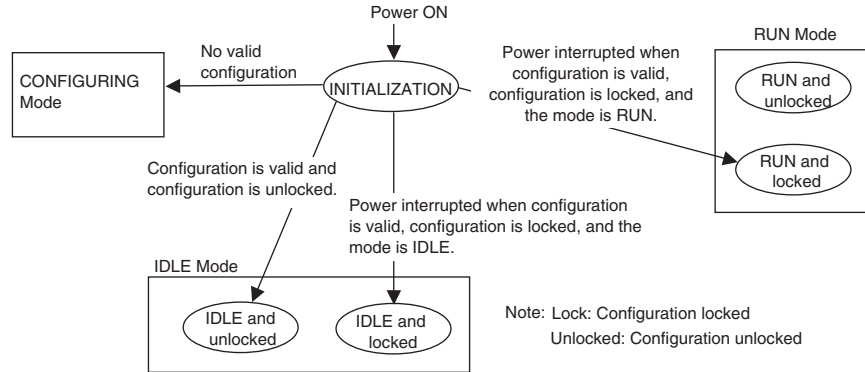 Power ON
No valid
configuration
CONFIGURING
Mode
INITIALIZATION
Power interrupted when
configuration is valid,
configuration is locked, and
the mode is RUN.
RUN Mode
RUN and
unlocked
RUN and
locked
Configuration is valid and
configuration is unlocked.
Power interrupted when configuration
is valid, configuration is locked, and the
mode is IDLE.
IDLE Mode
IDLE and
unlocked
IDLE and
locked
Note: Lock: Configuration locked
Unlocked: Configuration unlocked